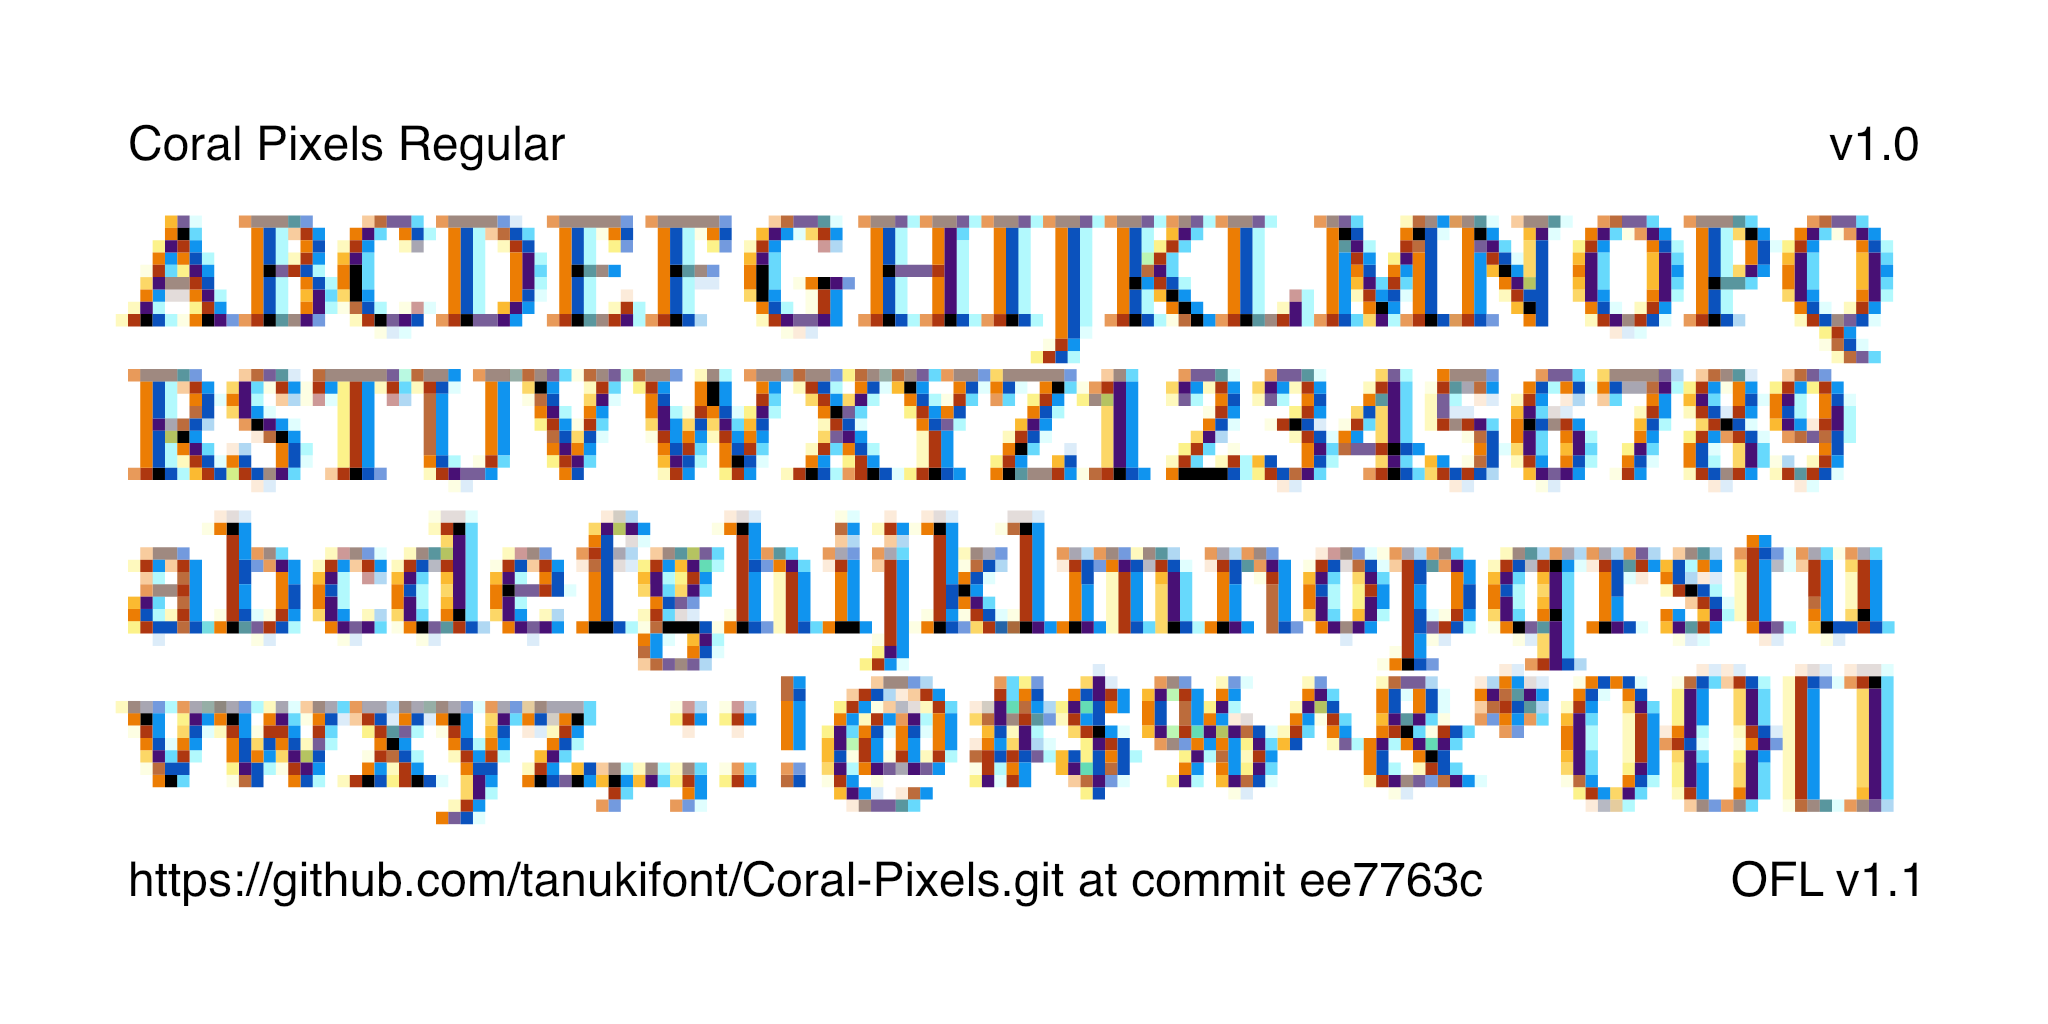 Coral Pixels Regular
v1.0
ABCDEFGHIJKLMNOPQ
RSTUVWXYZ123456789
abcdefghijklmnopqrstu
vwxyz,.;:!@#$%^&*(){}[]
https://github.com/tanukifont/Coral-Pixels.git at commit ee7763c
OFL v1.1